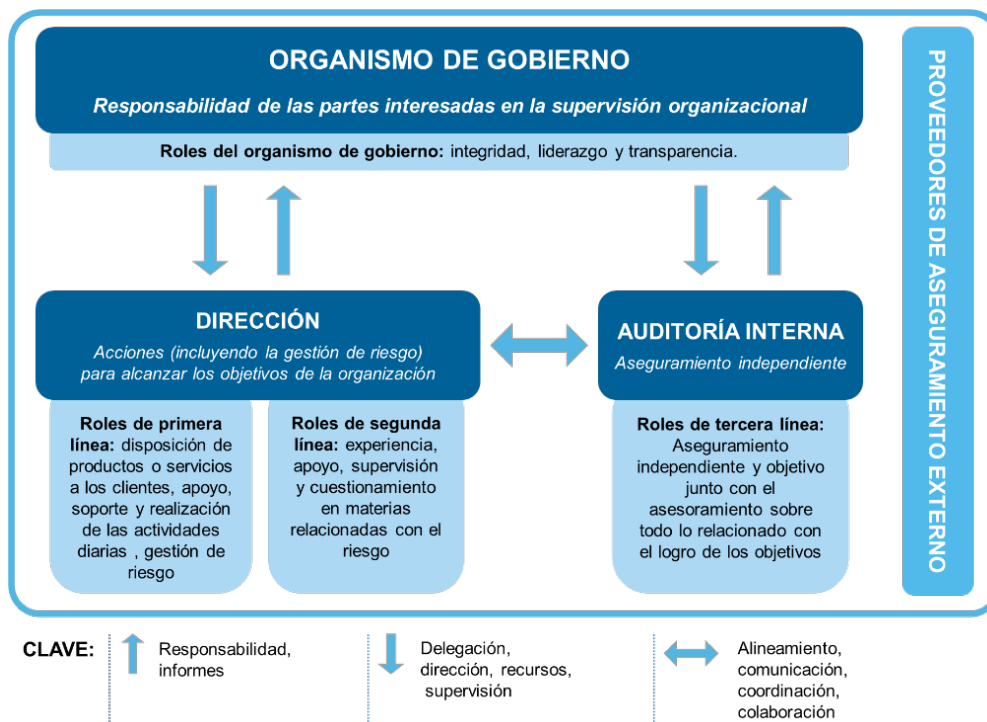 ORGANISMO DE GOBIERNO
Responsabilidad de las partes interesadas en la supervisión organizacional
Roles del organismo de gobierno: integridad, liderazgo y transparencia.
DIRECCIÓN
Acciones (incluyendo la gestión de riesgo)
para alcanzar los objetivos de la organización
Roles de primera
línea: disposición de
productos o servicios
a los clientes, apoyo,
soporte y realización
de las actividades
diarias , gestión de
riesgo
Roles de segunda
línea: experiencia,
apoyo, supervisión
y cuestionamiento
en materias
relacionadas con el
riesgo
AUDITORÍA INTERNA
Aseguramiento independiente
Roles de tercera línea:
Aseguramiento
independiente y objetivo
junto con el
asesoramiento sobre
todo lo relacionado con
el logro de los objetivos
PROVEEDORES DE ASEGURAMIENTO EXTERNO
CLAVE:
Responsabilidad,
informes
Delegación,
dirección, recursos,
supervisión
Alineamiento,
comunicación,
coordinación,
colaboración